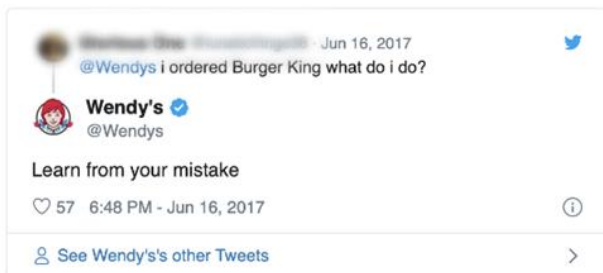 · Jun 16, 2017
@Wendys i ordered Burger King what do i do?
Wendy's
@Wendys
Learn from your mistake
57 6:48 PM - Jun 16, 2017
See Wendy's's other Tweets